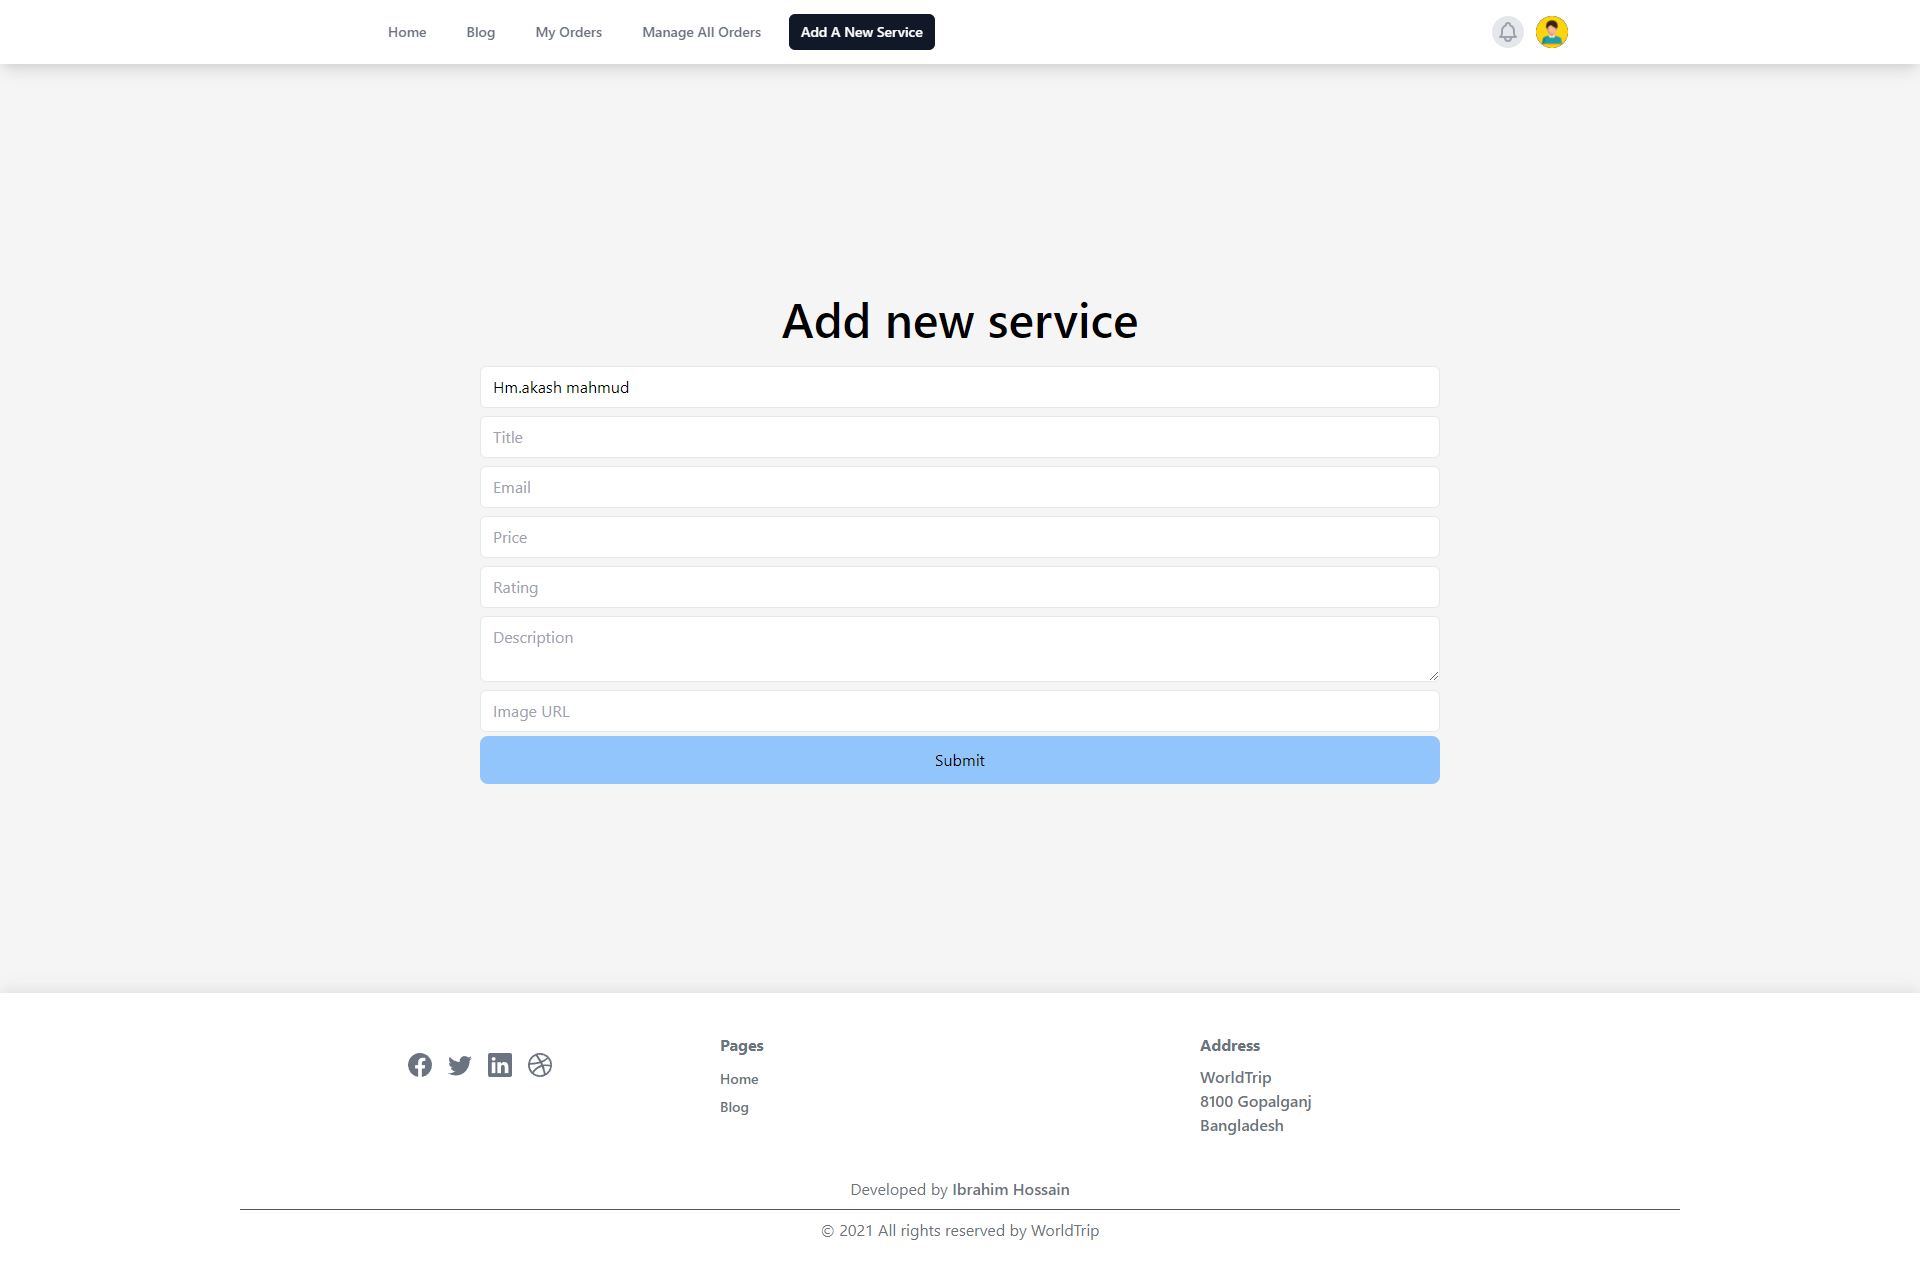 Home
Blog
My Orders
Manage All Orders
Add A New Service
Add new service
Hm.akash mahmud
Title
Email
Price
Rating
Description
Image URL
Submit
Pages
Home
Blog
Address
WorldTrip
8100 Gopalganj
Bangladesh
Developed by Ibrahim Hossain
© 2021 All rights reserved by WorldTrip